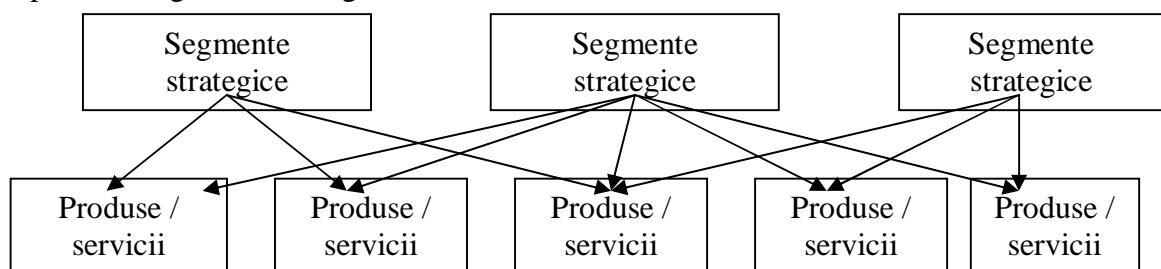 Segmente
strategice
Segmente
strategice
Segmente
strategice
Produse /
servicii
Produse /
servicii
Produse /
servicii
Produse /
servicii
Produse /
servicii